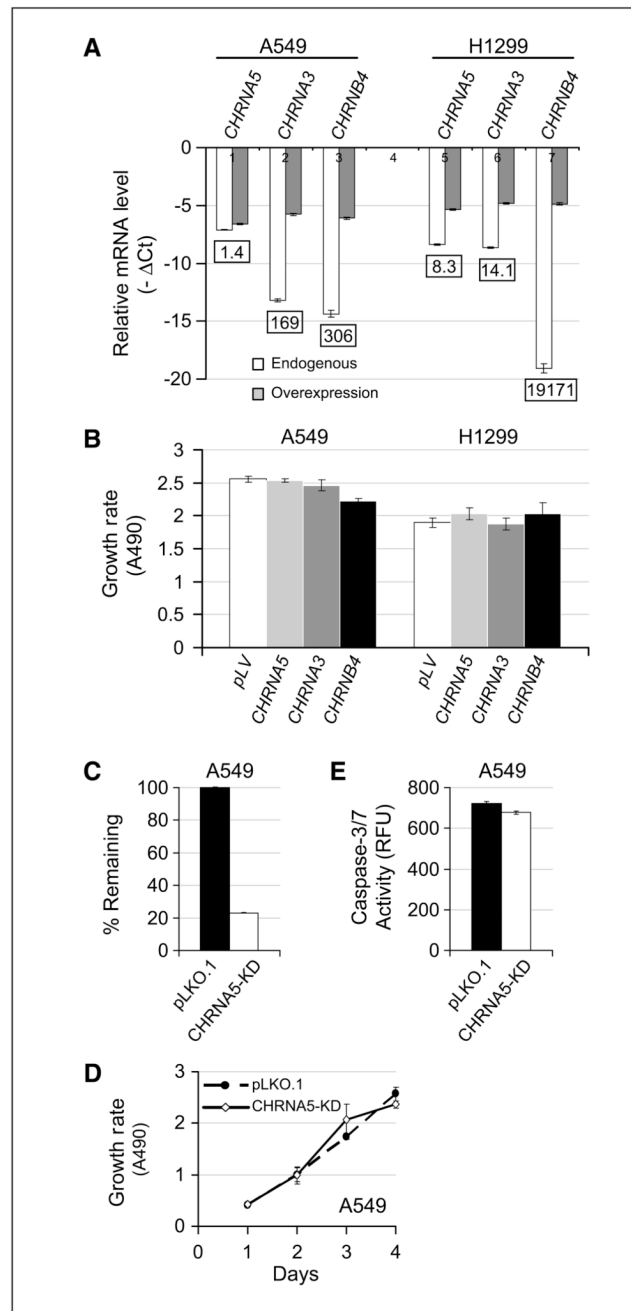 A
A549
H1299
CHRNA5
CHRNA3
CHRNB4
CHRNA5
CHRNA3
CHRNB4
Relative mRNA level
(- ΔCt)
0
-5
-10
-15
-20
1
2
3
4
5
6
7
1.4
169
306
8.3
14.1
19171
Endogenous
Overexpression
B
A549
H1299
Growth rate
(A490)
3
2.5
2
1.5
1
0.5
0
pLV
CHRNA5
CHRNA3
CHRNB4
pLV
CHRNA5
CHRNA3
CHRNB4
C
A549
% Remaining
100
80
60
40
20
0
pLKO.1
CHRNA5-KD
E
A549
Caspase-3/7
Activity (RFU)
800
600
400
200
0
pLKO.1
CHRNA5-KD
D
Growth rate
(A490)
3
2
1
0
pLKO.1
CHRNA5-KD
A549
0
1
2
3
4
Days